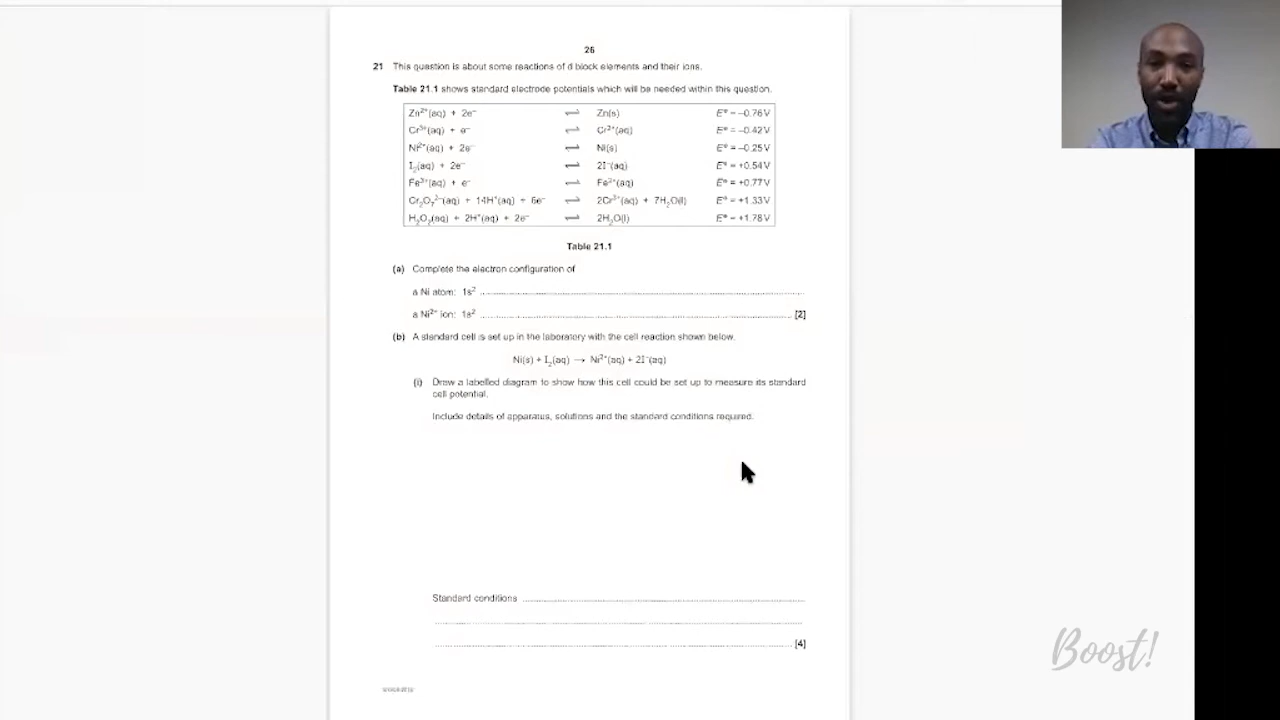 26
21 This question is about some reactions of d block elements and their ions.
Table 21.1 shows standard electrode potentials which will be needed within this question.
Zn²⁺(aq) + 2e⁻ ⇌ Zn(s) E° = −0.76 V
Cr³⁺(aq) + e⁻ ⇌ Cr²⁺(aq) E° = −0.42 V
Ni²⁺(aq) + 2e⁻ ⇌ Ni(s) E° = −0.25 V
I₂(aq) + 2e⁻ ⇌ 2I⁻(aq) E° = +0.54 V
Fe³⁺(aq) + e⁻ ⇌ Fe²⁺(aq) E° = +0.77 V
Cr₂O₇²⁻(aq) + 14H⁺(aq) + 6e⁻ ⇌ 2Cr³⁺(aq) + 7H₂O(l) E° = +1.33 V
H₂O₂(aq) + 2H⁺(aq) + 2e⁻ ⇌ 2H₂O(l) E° = +1.78 V
Table 21.1
(a) Complete the electron configuration of
a Ni atom: 1s²
a Ni²⁺ ion: 1s² [2]
(b) A standard cell is set up in the laboratory with the cell reaction shown below.
Ni(s) + I₂(aq) → Ni²⁺(aq) + 2I⁻(aq)
(i) Draw a labelled diagram to show how this cell could be set up to measure its standard
cell potential.
Include details of apparatus, solutions and the standard conditions required.
Standard conditions
[4]
Boost!